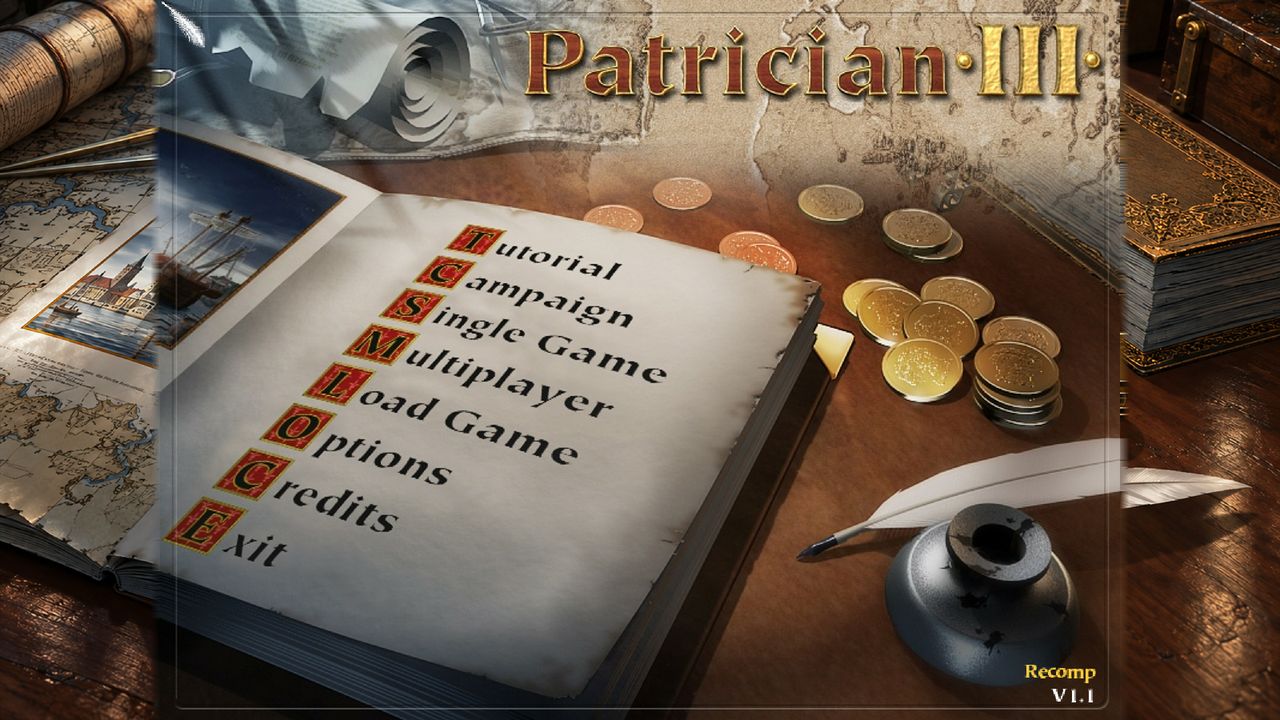 Patrician·III·
Tutorial
Campaign
Single Game
Multiplayer
Load Game
Options
Credits
Exit
Recomp
V1.1